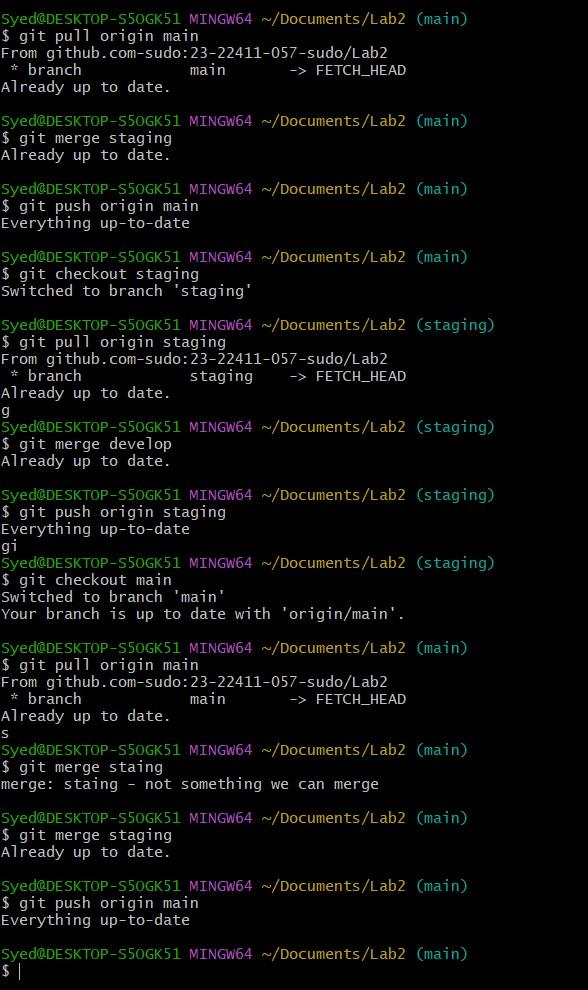 Syed@DESKTOP-S5OGK51 MINGW64 ~/Documents/Lab2 (main)
$ git pull origin main
From github.com-sudo:23-22411-057-sudo/Lab2
 * branch            main       -> FETCH_HEAD
Already up to date.

Syed@DESKTOP-S5OGK51 MINGW64 ~/Documents/Lab2 (main)
$ git merge staging
Already up to date.

Syed@DESKTOP-S5OGK51 MINGW64 ~/Documents/Lab2 (main)
$ git push origin main
Everything up-to-date

Syed@DESKTOP-S5OGK51 MINGW64 ~/Documents/Lab2 (main)
$ git checkout staging
Switched to branch 'staging'

Syed@DESKTOP-S5OGK51 MINGW64 ~/Documents/Lab2 (staging)
$ git pull origin staging
From github.com-sudo:23-22411-057-sudo/Lab2
 * branch            staging    -> FETCH_HEAD
Already up to date.
g
Syed@DESKTOP-S5OGK51 MINGW64 ~/Documents/Lab2 (staging)
$ git merge develop
Already up to date.

Syed@DESKTOP-S5OGK51 MINGW64 ~/Documents/Lab2 (staging)
$ git push origin staging
Everything up-to-date
gi
Syed@DESKTOP-S5OGK51 MINGW64 ~/Documents/Lab2 (staging)
$ git checkout main
Switched to branch 'main'
Your branch is up to date with 'origin/main'.

Syed@DESKTOP-S5OGK51 MINGW64 ~/Documents/Lab2 (main)
$ git pull origin main
From github.com-sudo:23-22411-057-sudo/Lab2
 * branch            main       -> FETCH_HEAD
Already up to date.
s
Syed@DESKTOP-S5OGK51 MINGW64 ~/Documents/Lab2 (main)
$ git merge staing
merge: staing - not something we can merge

Syed@DESKTOP-S5OGK51 MINGW64 ~/Documents/Lab2 (main)
$ git merge staging
Already up to date.

Syed@DESKTOP-S5OGK51 MINGW64 ~/Documents/Lab2 (main)
$ git push origin main
Everything up-to-date

Syed@DESKTOP-S5OGK51 MINGW64 ~/Documents/Lab2 (main)
$